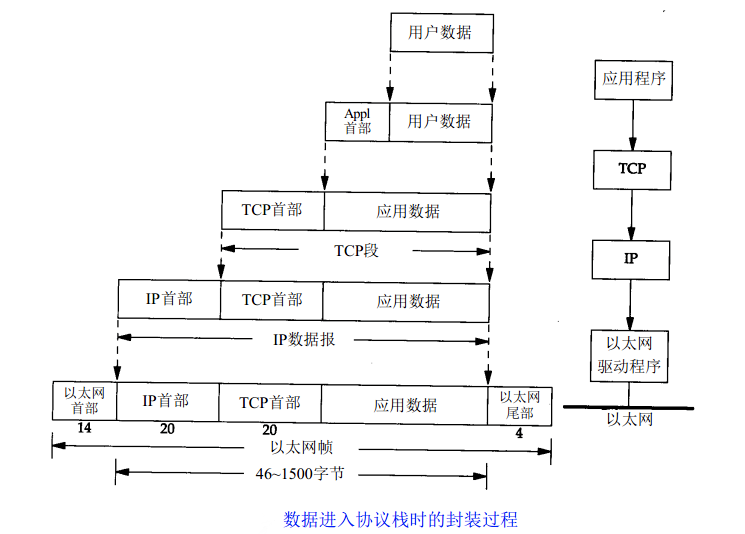 用户数据
应用程序
Appl
首部
用户数据
TCP
TCP首部
应用数据
TCP段
IP
IP首部
TCP首部
应用数据
IP数据报
以太网
驱动程序
以太网
首部
IP首部
TCP首部
应用数据
以太网
尾部
以太网
14
20
20
4
以太网帧
46~1500字节
数据进入协议栈时的封装过程